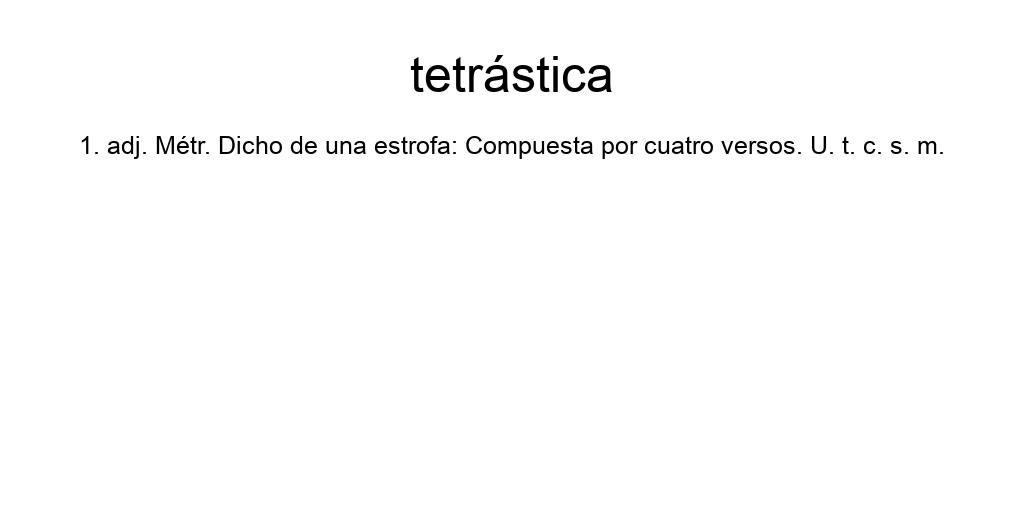 tetrástica
1. adj. Métr. Dicho de una estrofa: Compuesta por cuatro versos. U. t. c. s. m.